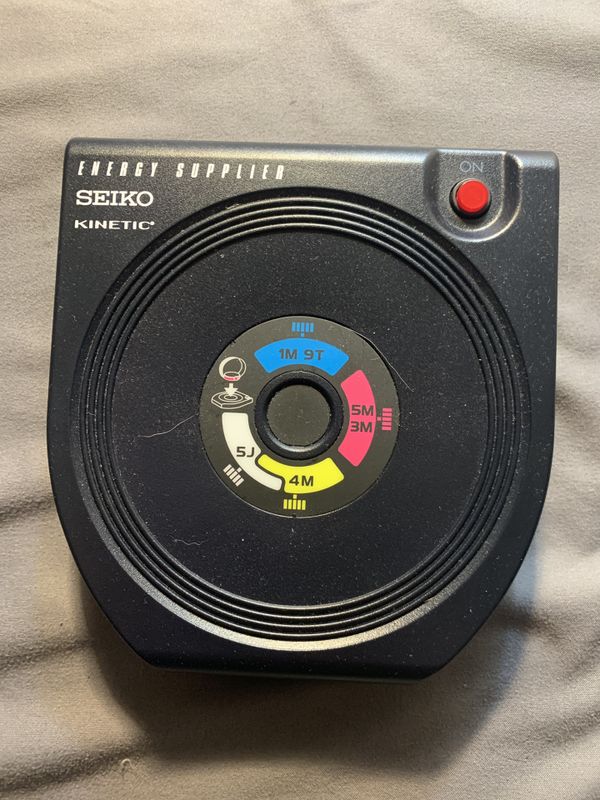 ENERGY SUPPLIER
SEIKO
KINETIC®
ON
1M 9T
5M
3M
5J
4M